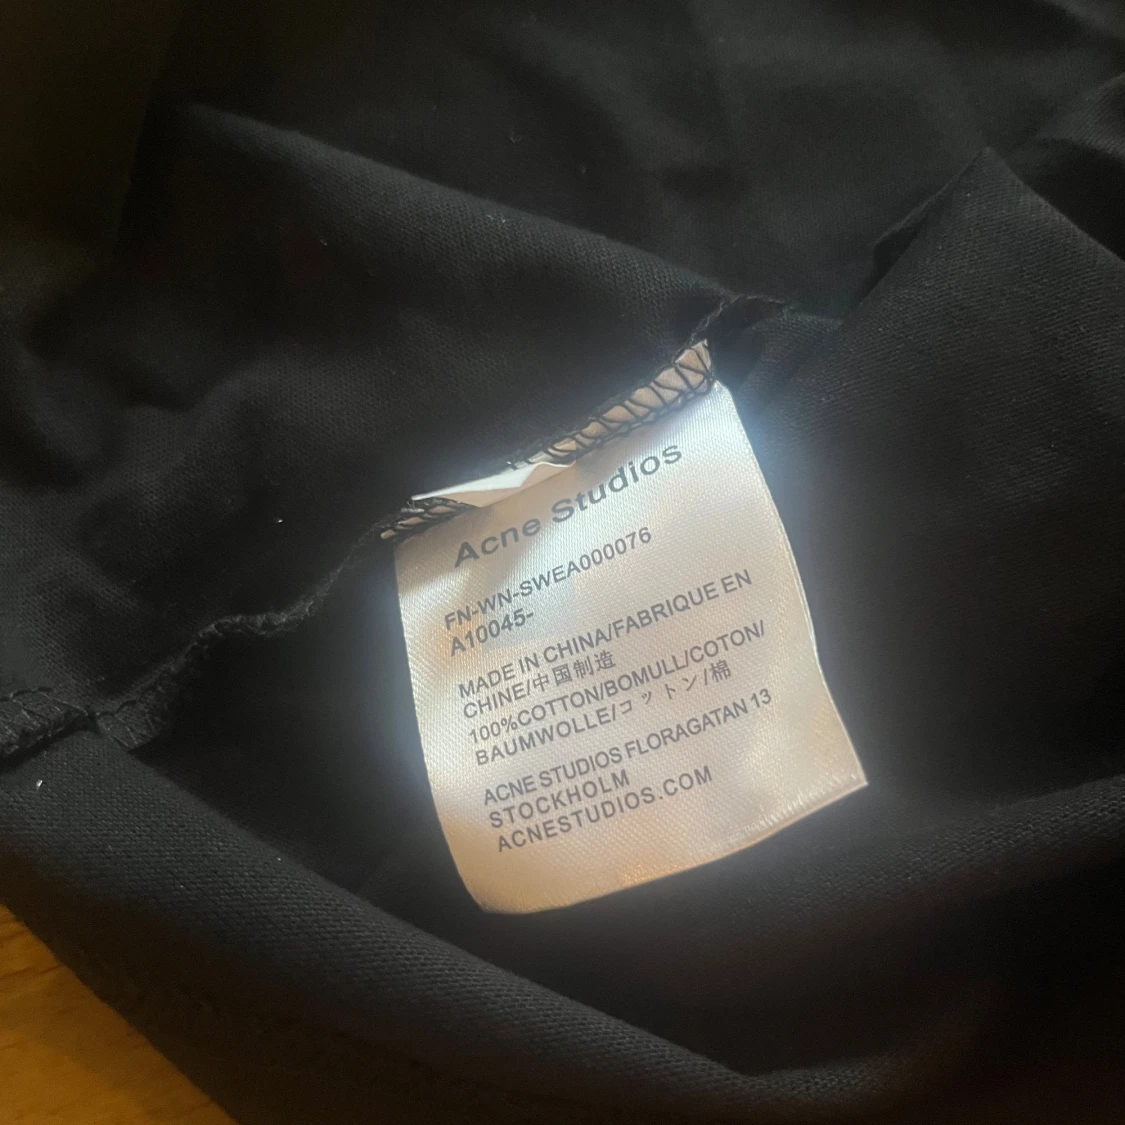 Acne Studios
FN-WN-SWEA000076
A10045-
MADE IN CHINA/FABRIQUE EN
CHINE/中国制造
100%COTTON/BOMULL/COTON/
BAUMWOLLE/コットン/棉
ACNE STUDIOS FLORAGATAN 13
STOCKHOLM
ACNESTUDIOS.COM